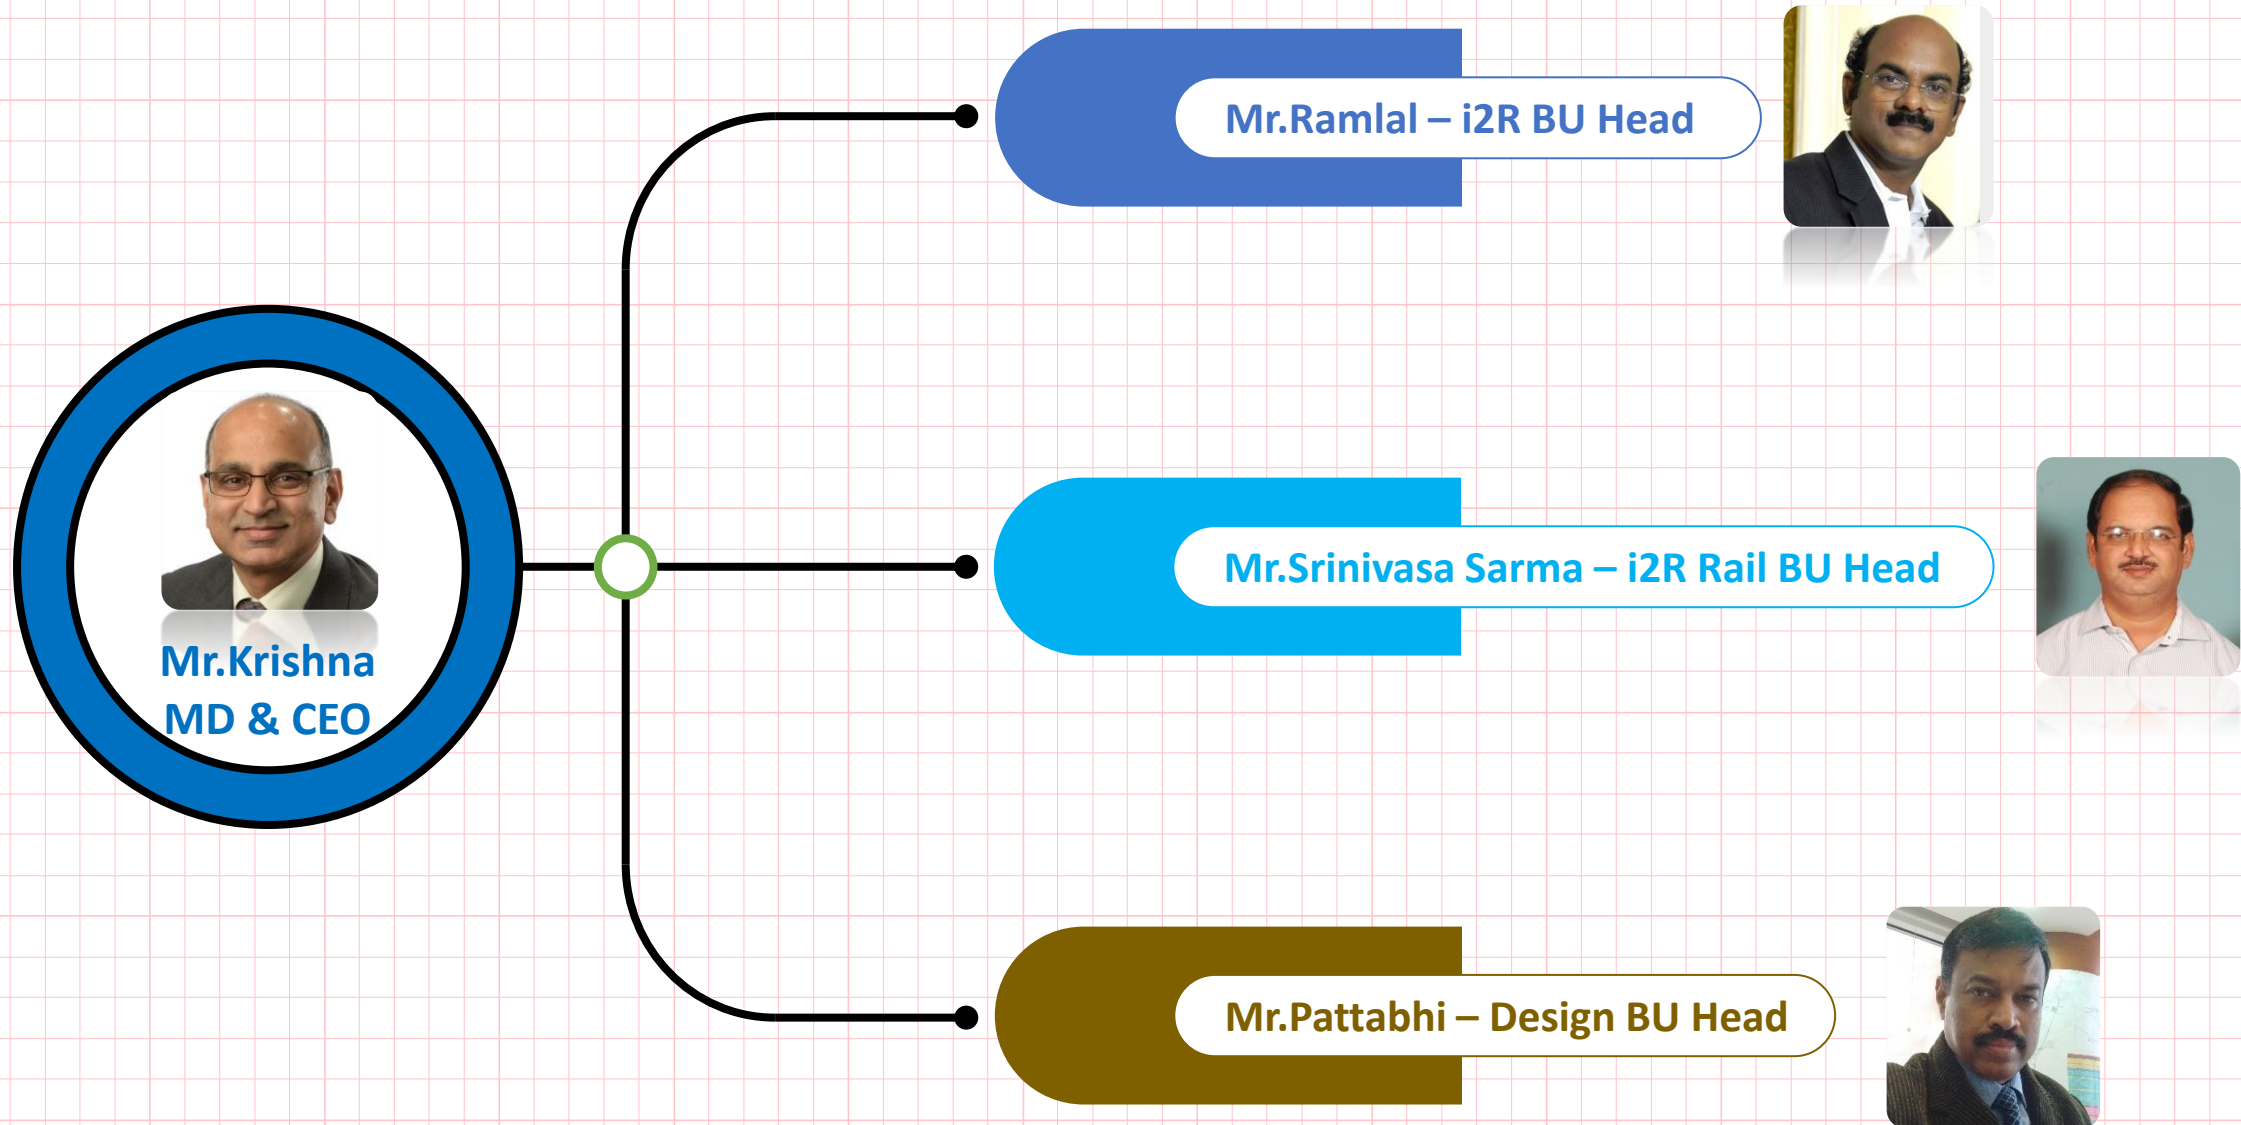 Mr.Ramlal – i2R BU Head
Mr.Krishna
MD & CEO
Mr.Srinivasa Sarma – i2R Rail BU Head
Mr.Pattabhi – Design BU Head